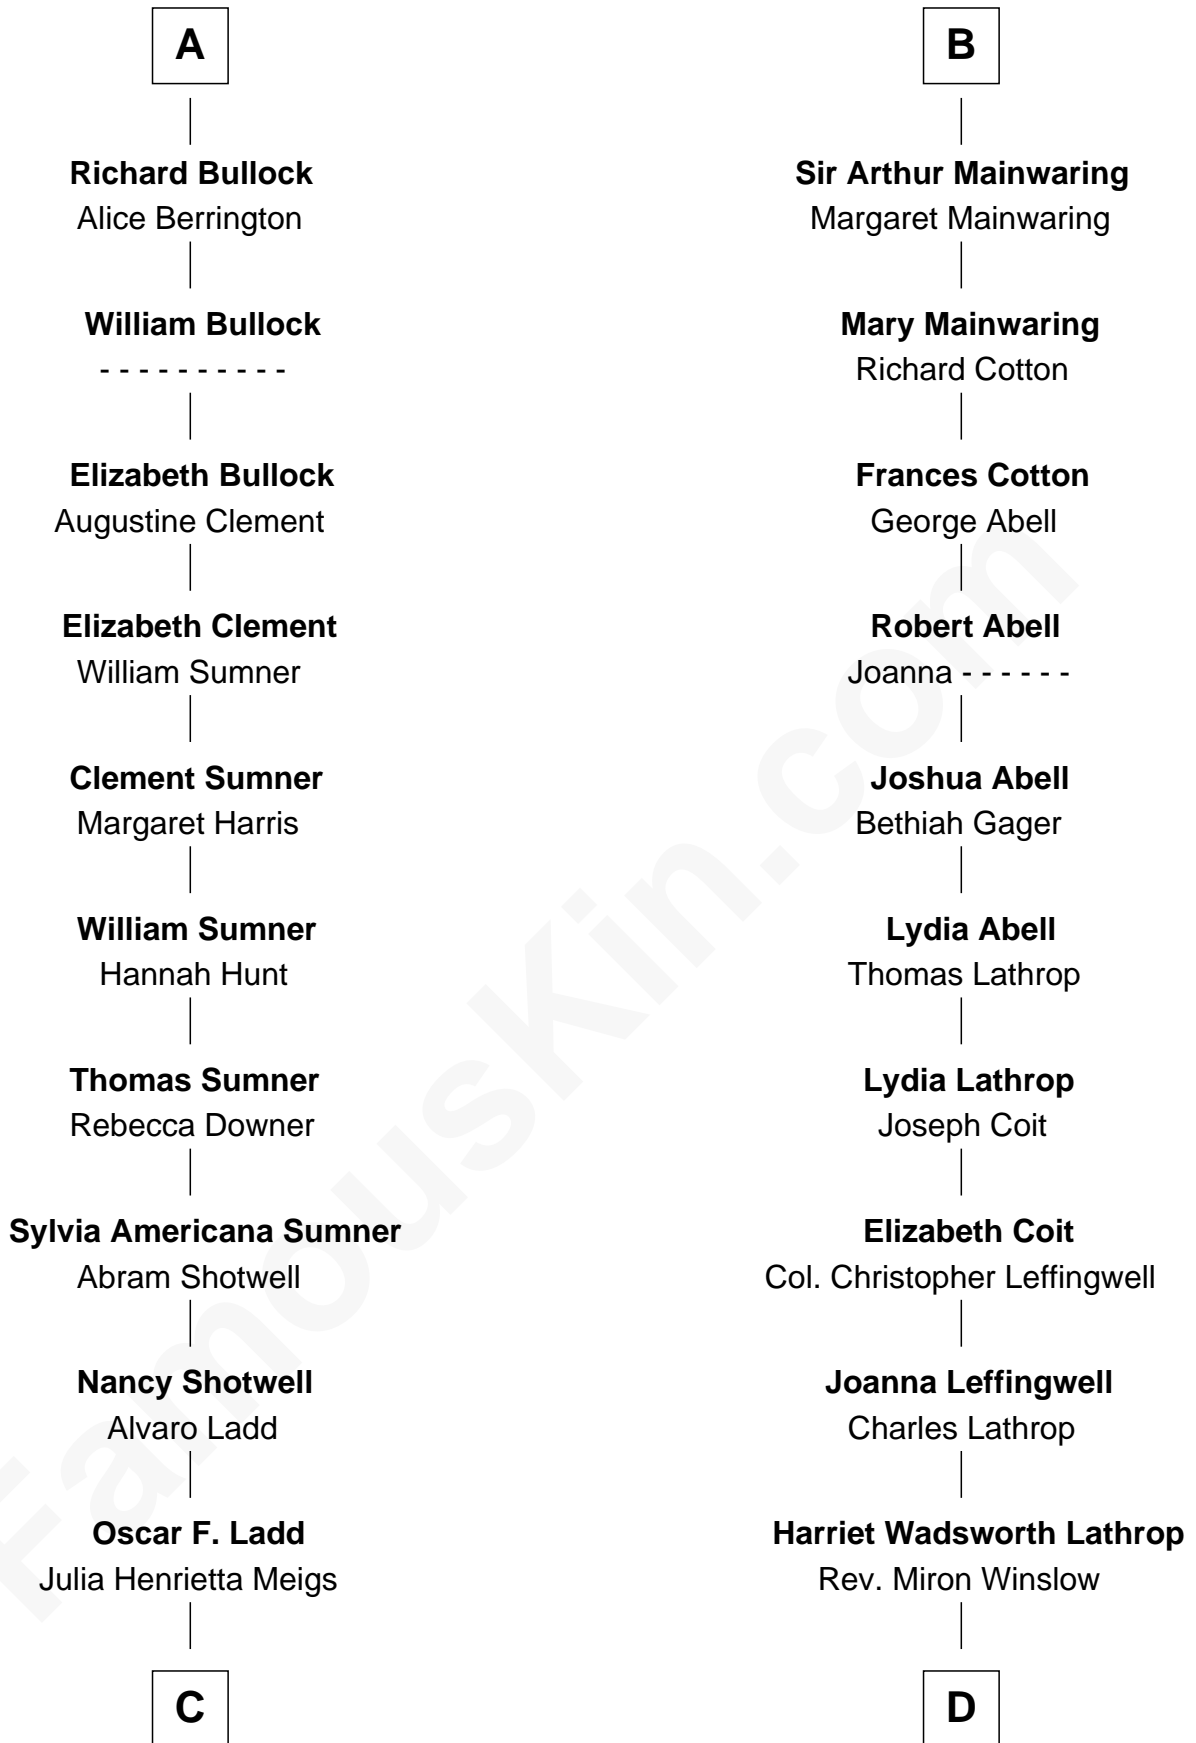 A
Richard Bullock
Alice Berrington
William Bullock
- - - - - - - - - -
Elizabeth Bullock
Augustine Clement
Elizabeth Clement
William Sumner
Clement Sumner
Margaret Harris
William Sumner
Hannah Hunt
Thomas Sumner
Rebecca Downer
Sylvia Americana Sumner
Abram Shotwell
Nancy Shotwell
Alvaro Ladd
Oscar F. Ladd
Julia Henrietta Meigs
C
B
Sir Arthur Mainwaring
Margaret Mainwaring
Mary Mainwaring
Richard Cotton
Frances Cotton
George Abell
Robert Abell
Joanna - - - - - -
Joshua Abell
Bethiah Gager
Lydia Abell
Thomas Lathrop
Lydia Lathrop
Joseph Coit
Elizabeth Coit
Col. Christopher Leffingwell
Joanna Leffingwell
Charles Lathrop
Harriet Wadsworth Lathrop
Rev. Miron Winslow
D
FamousKin.com